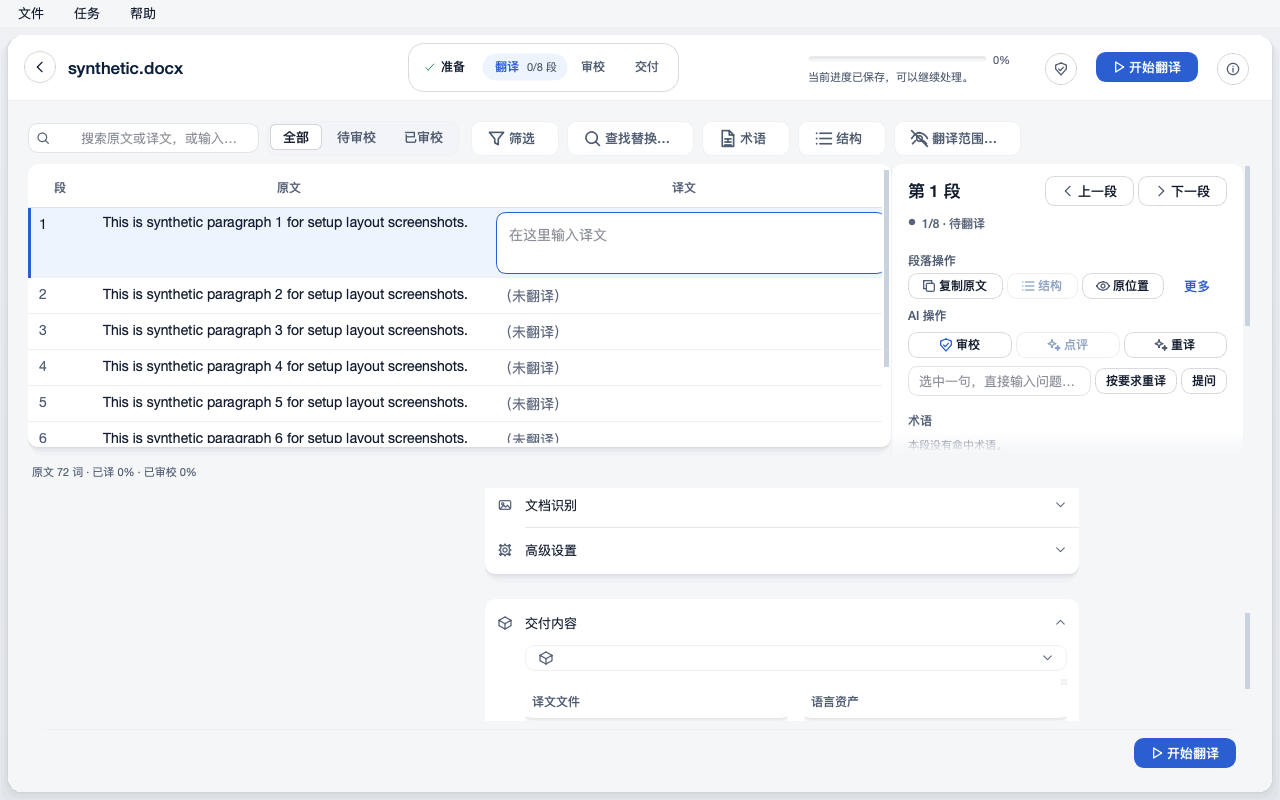 文件 任务 帮助
synthetic.docx
准备 翻译 0/8 段 审校 交付
0%
当前进度已保存，可以继续处理。
开始翻译
搜索原文或译文，或输入…
全部 待审校 已审校 筛选 查找替换… 术语 结构 翻译范围…
段 原文 译文
1 This is synthetic paragraph 1 for setup layout screenshots. 在这里输入译文
2 This is synthetic paragraph 2 for setup layout screenshots. (未翻译)
3 This is synthetic paragraph 3 for setup layout screenshots. (未翻译)
4 This is synthetic paragraph 4 for setup layout screenshots. (未翻译)
5 This is synthetic paragraph 5 for setup layout screenshots. (未翻译)
6 This is synthetic paragraph 6 for setup layout screenshots. (未翻译)
第 1 段 上一段 下一段
1/8 · 待翻译
段落操作
复制原文 结构 原位置 更多
AI 操作
审校 点评 重译
选中一句，直接输入问题… 按要求重译 提问
术语
本段没有命中术语。
原文 72 词 · 已译 0% · 已审校 0%
文档识别
高级设置
交付内容
译文文件 语言资产
开始翻译